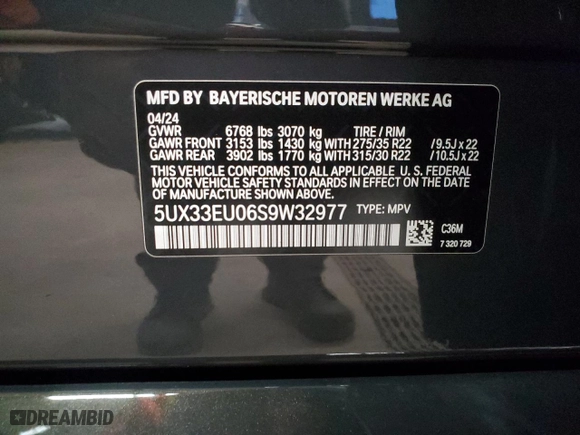 MFD BY BAYERISCHE MOTOREN WERKE AG
04/24
GVWR 6768 lbs 3070 kg TIRE / RIM
GAWR FRONT 3153 lbs 1430 kg WITH 275/35 R22 / 9.5J x 22
GAWR REAR 3902 lbs 1770 kg WITH 315/30 R22 / 10.5J x 22
THIS VEHICLE CONFORMS TO ALL APPLICABLE U. S. FEDERAL
MOTOR VEHICLE SAFETY STANDARDS IN EFFECT ON THE DATE
OF MANUFACTURE SHOWN ABOVE.
5UX33EU06S9W32977 TYPE: MPV
C36M
7 320 729
DREAMBID